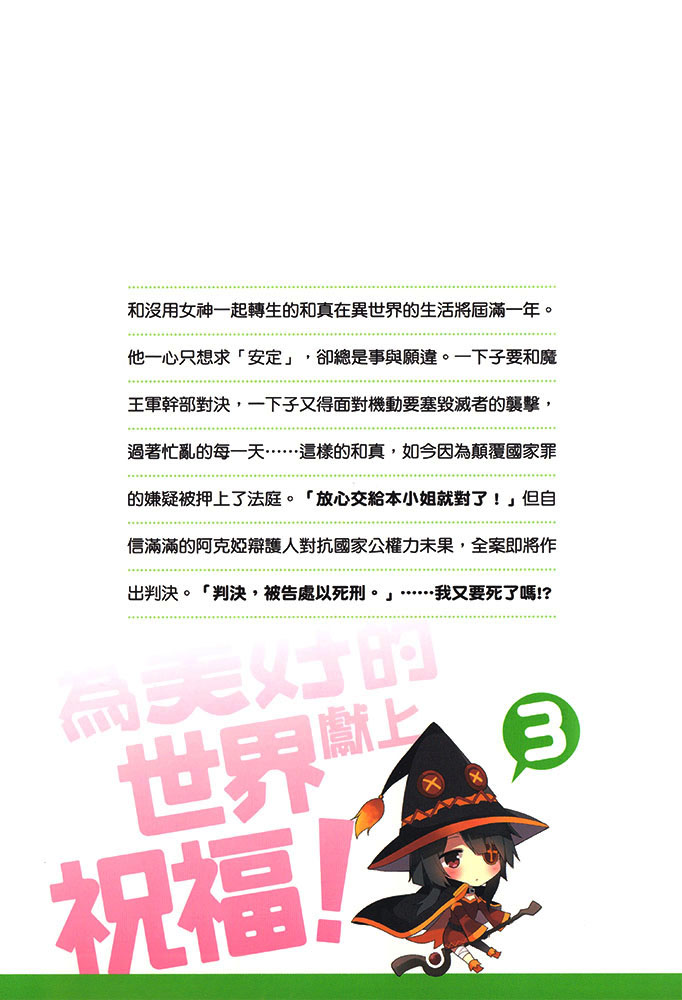 和沒用女神一起轉生的和真在異世界的生活將屆滿一年。
他一心只想求「安定」，卻總是事與願違。一下子要和魔
王軍幹部對決，一下子又得面對機動要塞毀滅者的襲擊，
過著忙亂的每一天……這樣的和真，如今因為顛覆國家罪
的嫌疑被押上了法庭。「放心交給本小姐就對了！」但自
信滿滿的阿克婭辯護人對抗國家公權力未果，全案即將作
出判決。「判決，被告處以死刑。」……我又要死了嗎!?
為美好的
世界獻上
祝福！
3